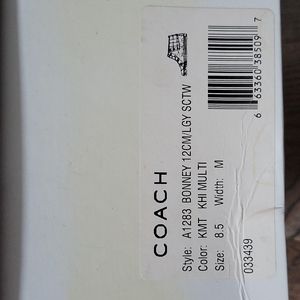 COACH
Style: A1283 BONNEY 12CM/LGY SCTW
Color: KMT KHI MULTI
Size: 8.5 Width: M
033439
6 63360 38509 7